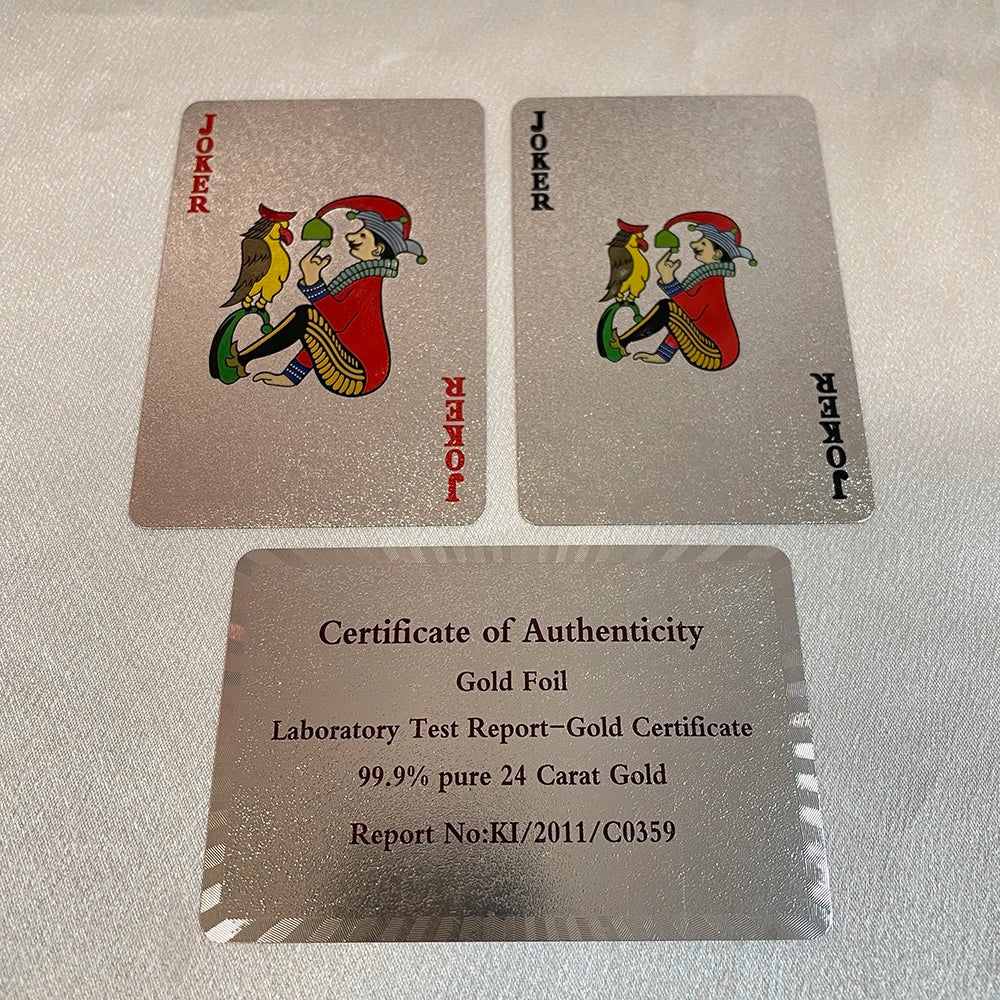 JOKER
JOKER
JOKER
JOKER
Certificate of Authenticity
Gold Foil
Laboratory Test Report-Gold Certificate
99.9% pure 24 Carat Gold
Report No:KI/2011/C0359